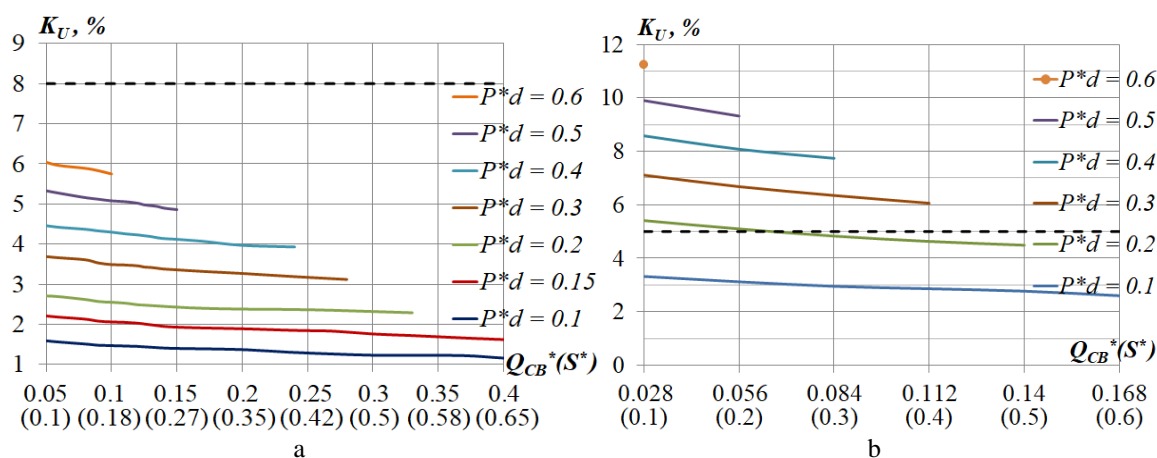 K_U, %
9
8
7
6
5
4
3
2
1
P*d = 0.6
P*d = 0.5
P*d = 0.4
P*d = 0.3
P*d = 0.2
P*d = 0.15
P*d = 0.1
Q_CB*(S*)
0.05 0.1 0.15 0.2 0.25 0.3 0.35 0.4
(0.1) (0.18) (0.27) (0.35) (0.42) (0.5) (0.58) (0.65)
a
K_U, %
12
10
8
6
4
2
0
P*d = 0.6
P*d = 0.5
P*d = 0.4
P*d = 0.3
P*d = 0.2
P*d = 0.1
Q_CB*(S*)
0.028 0.056 0.084 0.112 0.14 0.168
(0.1) (0.2) (0.3) (0.4) (0.5) (0.6)
b